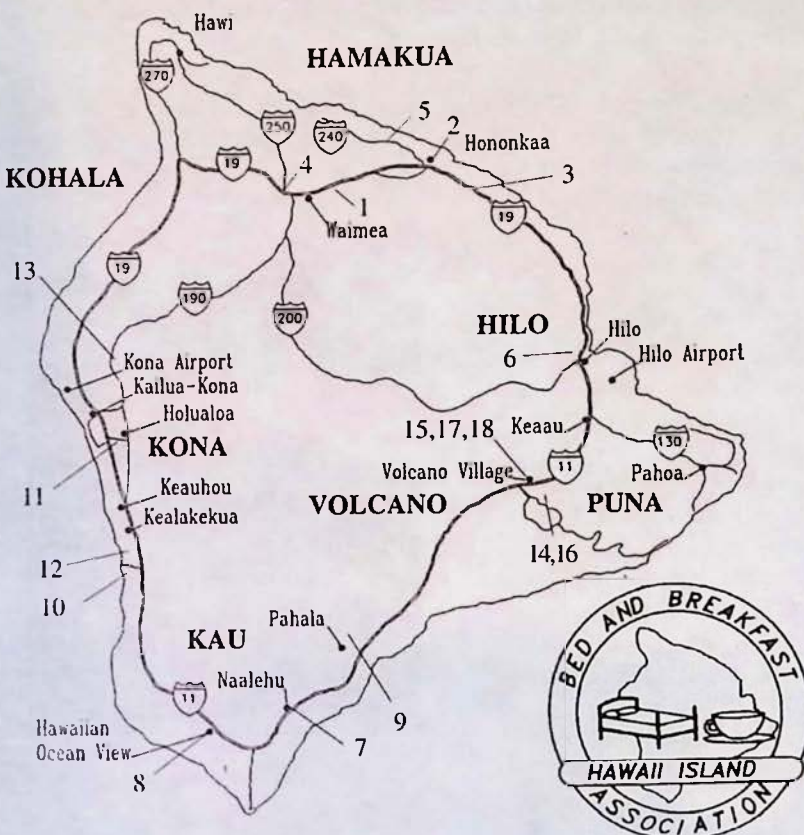 Hawi
HAMAKUA
270
250
240
5
2
Hononkaa
KOHALA
19
4
3
1
Waimea
19
19
13
190
200
HILO
Hilo
6
Hilo Airport
Kona Airport
Kailua-Kona
Holualoa
KONA
15,17,18
Keaau.
130
11
Volcano Village
Pahoa.
11
Keauhou
VOLCANO
PUNA
Kealakekua
14,16
12
10
KAU
Pahala
9
Naalehu
11
7
Hawaiian
Ocean View
8
BED AND BREAKFAST
HAWAII ISLAND
ASSOCIATION